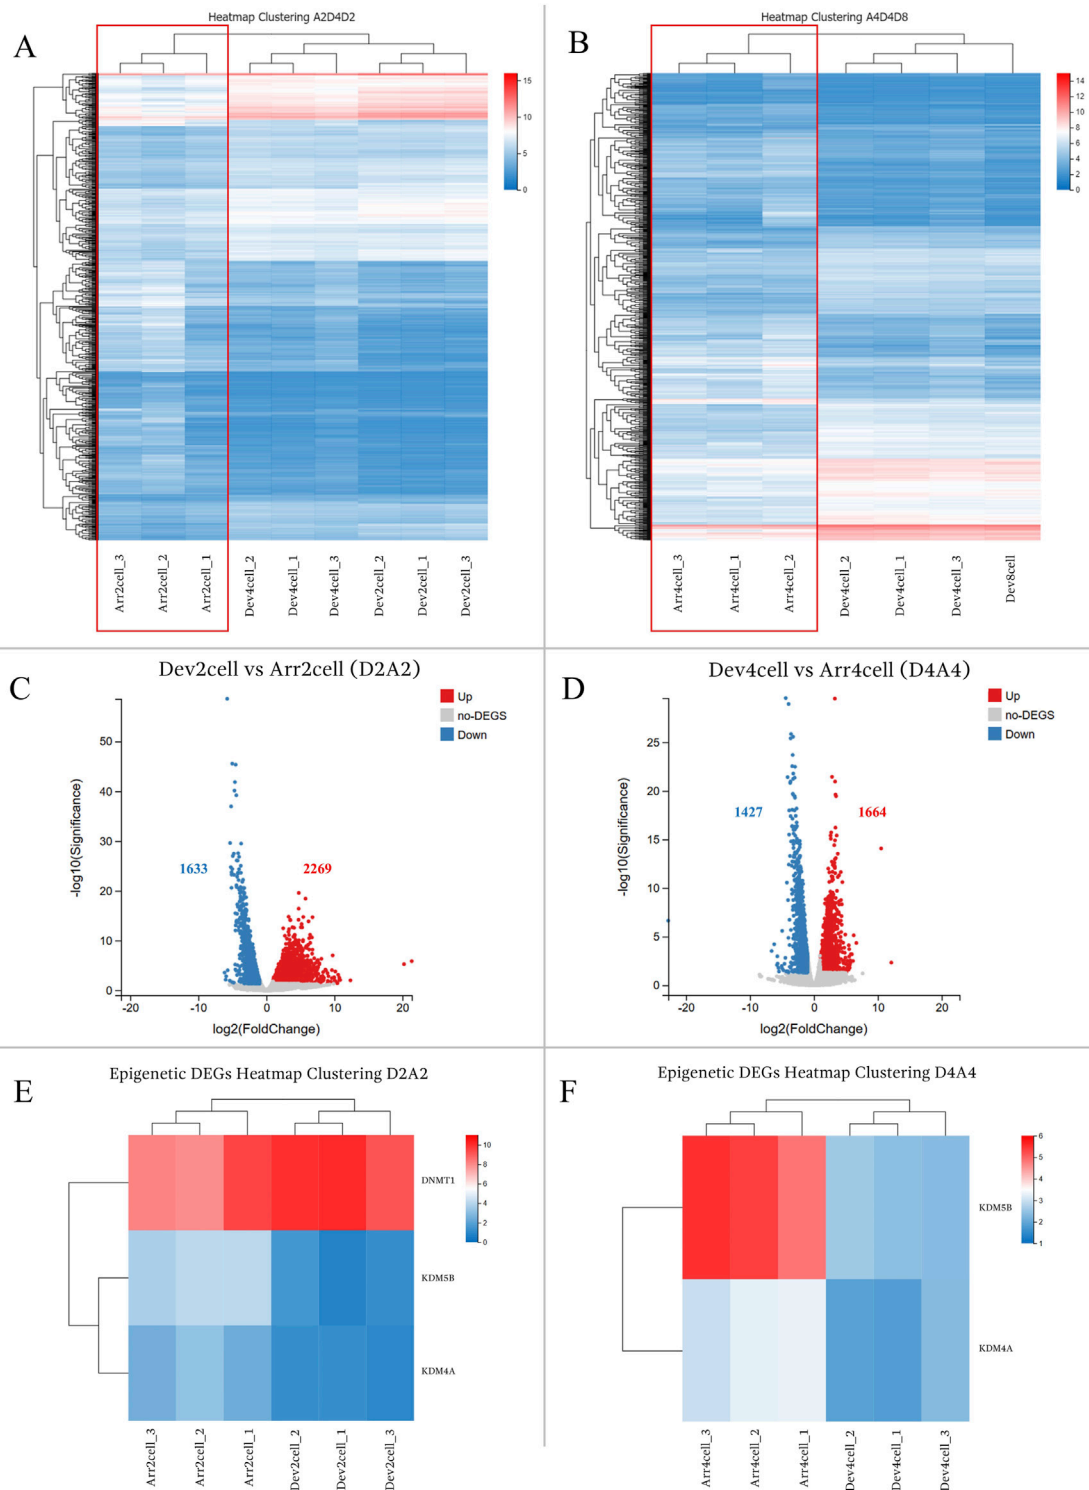 A
Heatmap Clustering A2D4D2
15
10
5
0
Arr2cell_3
Arr2cell_2
Arr2cell_1
Dev4cell_2
Dev4cell_1
Dev4cell_3
Dev2cell_2
Dev2cell_1
Dev2cell_3
B
Heatmap Clustering A4D4D8
14
12
10
8
6
4
2
0
Arr4cell_3
Arr4cell_1
Arr4cell_2
Dev4cell_2
Dev4cell_1
Dev4cell_3
Dev8cell
C
Dev2cell vs Arr2cell (D2A2)
Up
no-DEGS
Down
50
40
30
20
10
0
-log10(Significance)
1633
2269
-20
-10
0
10
20
log2(FoldChange)
D
Dev4cell vs Arr4cell (D4A4)
Up
no-DEGS
Down
25
20
15
10
5
0
-log10(Significance)
1427
1664
-20
-10
0
10
20
log2(FoldChange)
E
Epigenetic DEGs Heatmap Clustering D2A2
DNMT1
KDM5B
KDM4A
10
8
6
4
2
0
Arr2cell_3
Arr2cell_2
Arr2cell_1
Dev2cell_2
Dev2cell_1
Dev2cell_3
F
Epigenetic DEGs Heatmap Clustering D4A4
KDM5B
KDM4A
6
5
4
3
2
1
Arr4cell_3
Arr4cell_2
Arr4cell_1
Dev4cell_2
Dev4cell_1
Dev4cell_3